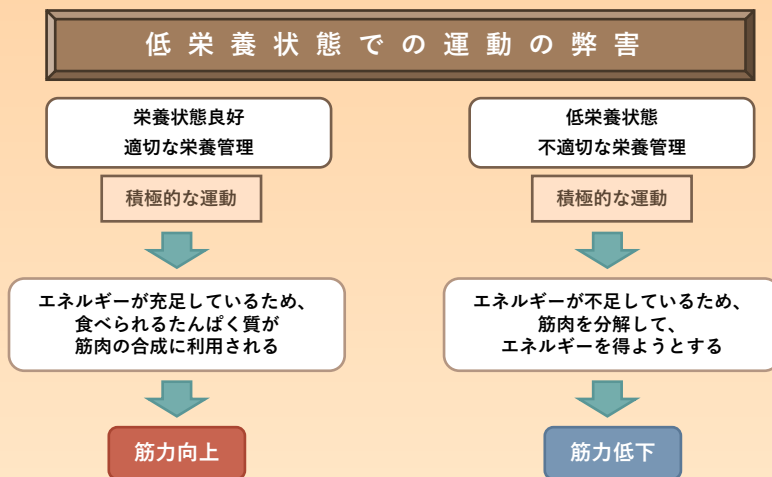 低栄養状態での運動の弊害
栄養状態良好
適切な栄養管理
積極的な運動
エネルギーが充足しているため、
食べられるたんぱく質が
筋肉の合成に利用される
筋力向上
低栄養状態
不適切な栄養管理
積極的な運動
エネルギーが不足しているため、
筋肉を分解して、
エネルギーを得ようとする
筋力低下